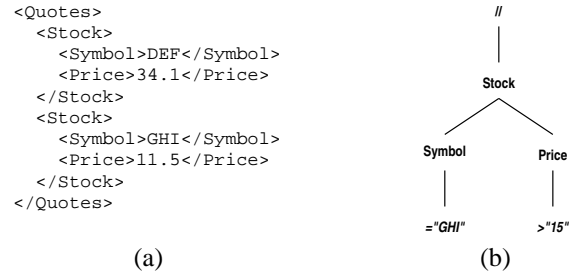 <Quotes>
<Stock>
<Symbol>DEF</Symbol>
<Price>34.1</Price>
</Stock>
<Stock>
<Symbol>GHI</Symbol>
<Price>11.5</Price>
</Stock>
</Quotes>
(a)
//
Stock
Symbol Price
="GHI" >"15"
(b)